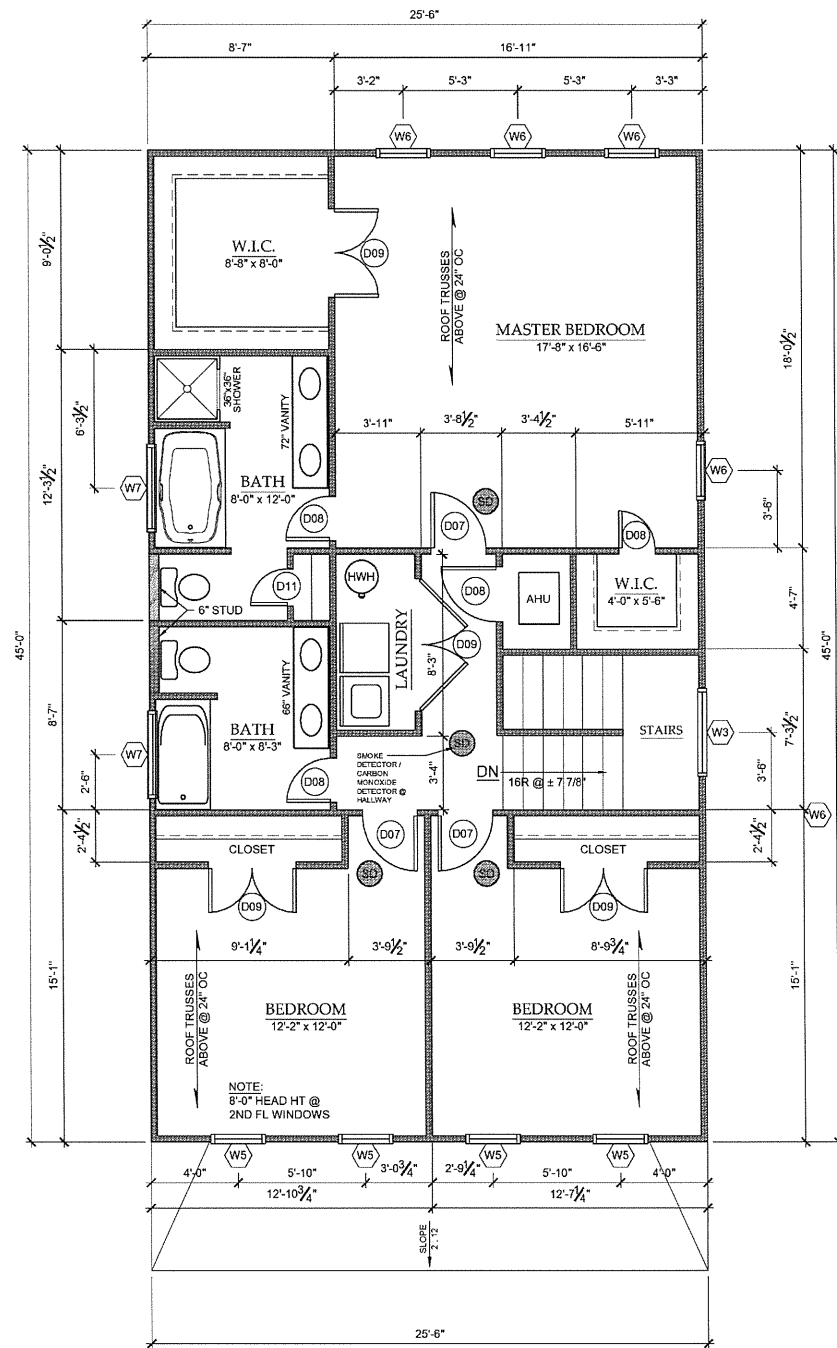 25'-6"
8'-7" 16'-11"
3'-2" 5'-3" 5'-3" 3'-3"
W6 W6 W6
9'-0½"
W.I.C.
8'-8" x 8'-0"
D09
ROOF TRUSSES
ABOVE @ 24" OC
MASTER BEDROOM
17'-8" x 16'-6"
18'-0½"
6'-3½"
36"x36"
SHOWER
72" VANITY
3'-11" 3'-8½" 3'-4½" 5'-11"
12'-3½"
W7
BATH
8'-0" x 12'-0"
D08
SD
D07
D08
W6
3'-6"
HWH
D11
D08
AHU
W.I.C.
4'-0" x 5'-6"
4'-7"
6" STUD
45'-0"
45'-0"
LAUNDRY
8'-3"
D09
8'-7"
66" VANITY
BATH
8'-0" x 8'-3"
W7
2'-6"
D08
SMOKE
DETECTOR /
CARBON
MONOXIDE
DETECTOR @
HALLWAY
SD
3'-4"
DN
16R @ ± 7 7/8"
STAIRS
W3
7'-3½"
3'-6"
W6
2'-4½"
CLOSET
D07 D07
CLOSET
2'-4½"
SD SD
D09 D09
9'-1¼" 3'-9½" 3'-9½" 8'-9¾"
15'-1"
ROOF TRUSSES
ABOVE @ 24" OC
BEDROOM
12'-2" x 12'-0"
BEDROOM
12'-2" x 12'-0"
ROOF TRUSSES
ABOVE @ 24" OC
15'-1"
NOTE:
8'-0" HEAD HT @
2ND FL WINDOWS
W5 W5 W5 W5
4'-0" 5'-10" 3'-0¾" 2'-9¼" 5'-10" 4'-0"
12'-10¾" 12'-7¼"
SLOPE
2 : 12
25'-6"